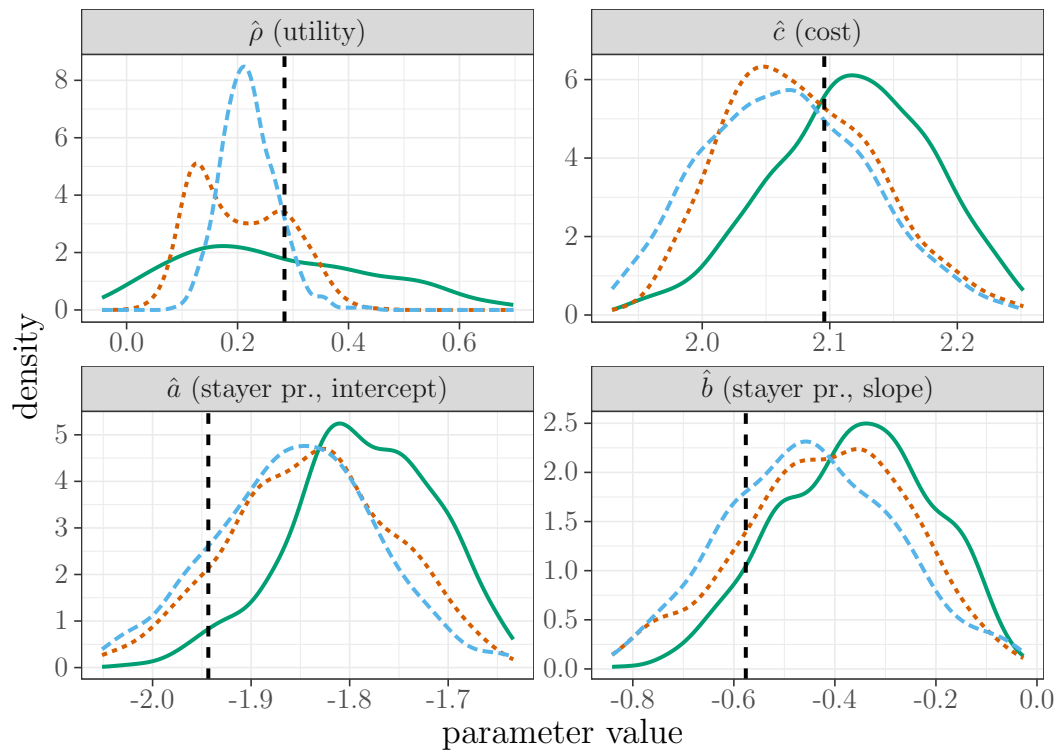 ρ̂ (utility)
ĉ (cost)
8
6
4
2
0
0.0 0.2 0.4 0.6
6
4
2
0
2.0 2.1 2.2
â (stayer pr., intercept)
b̂ (stayer pr., slope)
5
4
3
2
1
0
-2.0 -1.9 -1.8 -1.7
2.5
2.0
1.5
1.0
0.5
0.0
-0.8 -0.6 -0.4 -0.2 0.0
density
parameter value